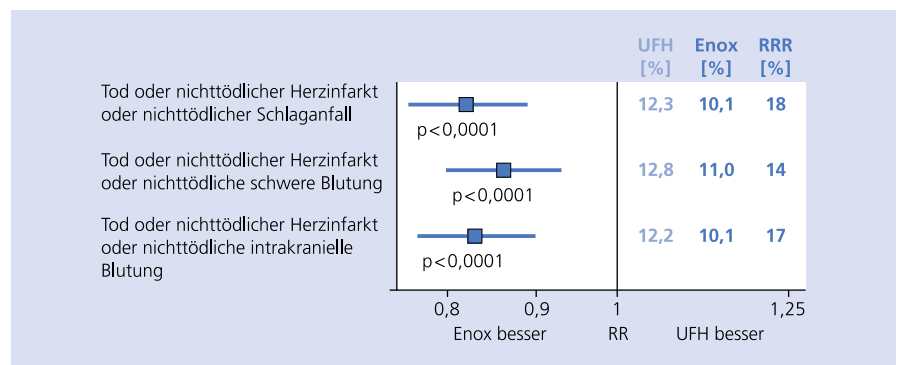 UFH Enox RRR
[%] [%] [%]
Tod oder nichttödlicher Herzinfarkt
oder nichttödlicher Schlaganfall
12,3 10,1 18
p<0,0001
Tod oder nichttödlicher Herzinfarkt
oder nichttödliche schwere Blutung
12,8 11,0 14
p<0,0001
Tod oder nichttödlicher Herzinfarkt
oder nichttödliche intrakranielle
Blutung
12,2 10,1 17
p<0,0001
0,8 0,9 1 1,25
Enox besser RR UFH besser